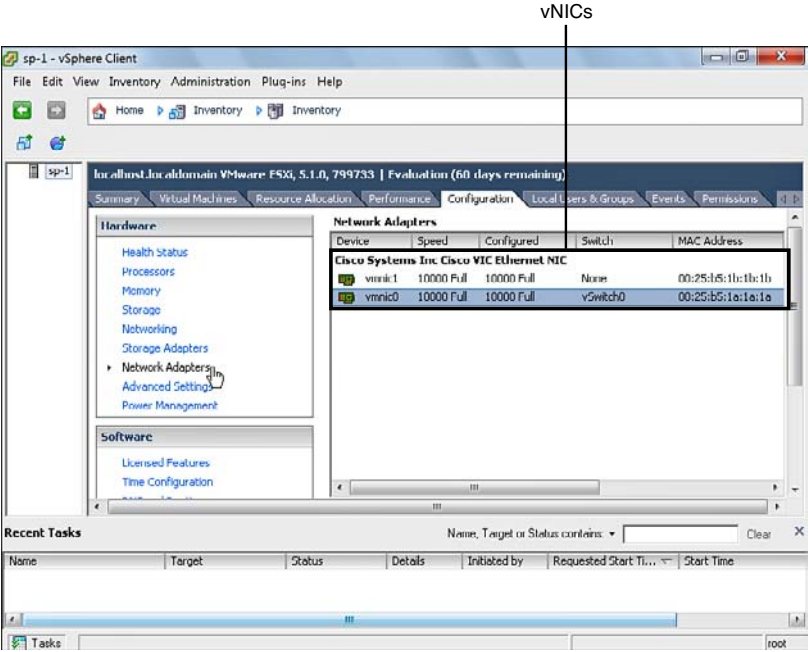 vNICs
sp-1 - vSphere Client
File Edit View Inventory Administration Plug-ins Help
Home Inventory Inventory
sp-1
localhost.localdomain VMware ESXi, 5.1.0, 799733 | Evaluation (60 days remaining)
Summary Virtual Machines Resource Allocation Performance Configuration Local Users & Groups Events Permissions
Hardware
Health Status
Processors
Memory
Storage
Networking
Storage Adapters
Network Adapters
Advanced Settings
Power Management
Software
Licensed Features
Time Configuration
Network Adapters
Device Speed Configured Switch MAC Address
Cisco Systems Inc Cisco VIC Ethernet NIC
vmnic1 10000 Full 10000 Full None 00:25:b5:1b:1b:1b
vmnic0 10000 Full 10000 Full vSwitch0 00:25:b5:1a:1a:1a
Recent Tasks
Name, Target or Status contains: Clear
Name Target Status Details Initiated by Requested Start Ti... Start Time
Tasks
root